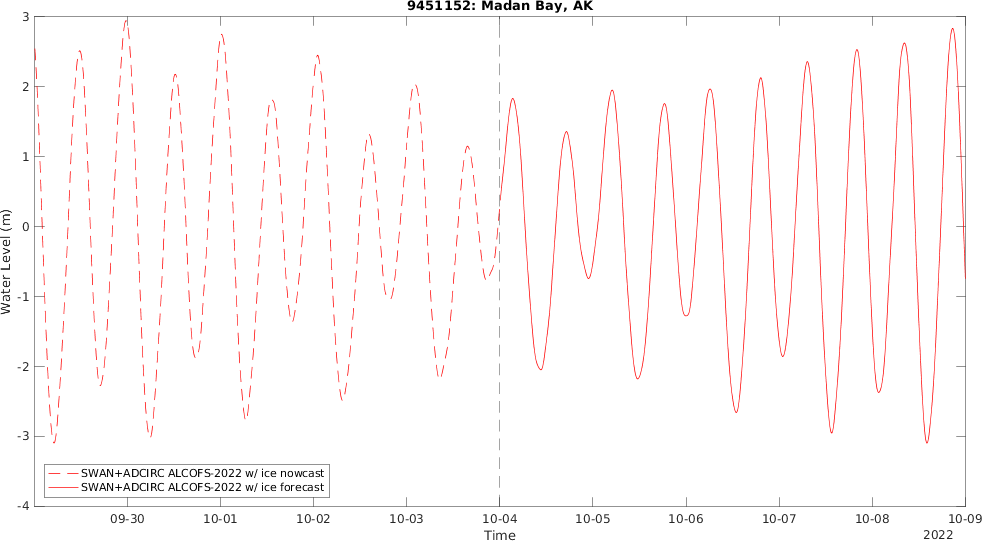 9451152: Madan Bay, AK
3
2
1
0
-1
-2
-3
-4
Water Level (m)
SWAN+ADCIRC ALCOFS-2022 w/ ice nowcast
SWAN+ADCIRC ALCOFS-2022 w/ ice forecast
09-30 10-01 10-02 10-03 10-04 10-05 10-06 10-07 10-08 10-09
Time
2022